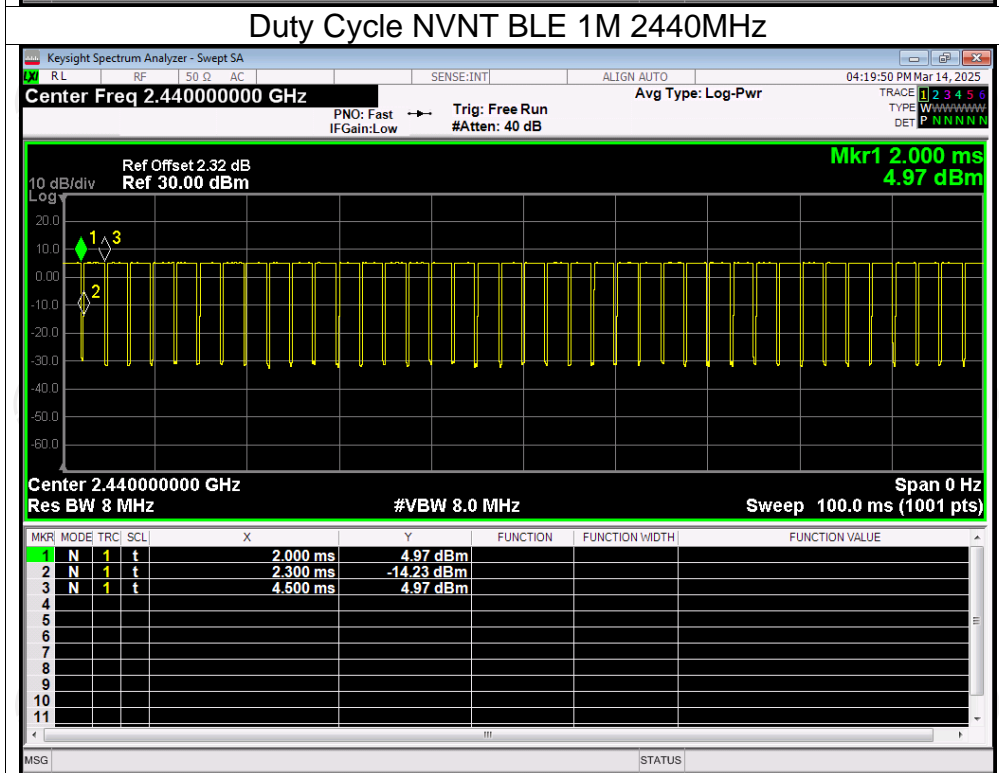 Duty Cycle NVNT BLE 1M 2440MHz
Keysight Spectrum Analyzer - Swept SA
LXI RL RF 50 Ω AC SENSE:INT ALIGN AUTO 04:19:50 PM Mar 14, 2025
Center Freq 2.440000000 GHz Avg Type: Log-Pwr TRACE 1 2 3 4 5 6
PNO: Fast Trig: Free Run TYPE WWWWWW
IFGain:Low #Atten: 40 dB DET P N N N N N
Mkr1 2.000 ms
Ref Offset 2.32 dB
10 dB/div Ref 30.00 dBm 4.97 dBm
Log
20.0
1 3
10.0
0.00
2
-10.0
-20.0
-30.0
-40.0
-50.0
-60.0
Center 2.440000000 GHz Span 0 Hz
Res BW 8 MHz #VBW 8.0 MHz Sweep 100.0 ms (1001 pts)
MKR MODE TRC SCL X Y FUNCTION FUNCTION WIDTH FUNCTION VALUE
1 N 1 t 2.000 ms 4.97 dBm
2 N 1 t 2.300 ms -14.23 dBm
3 N 1 t 4.500 ms 4.97 dBm
4
5
6
7
8
9
10
11
MSG STATUS